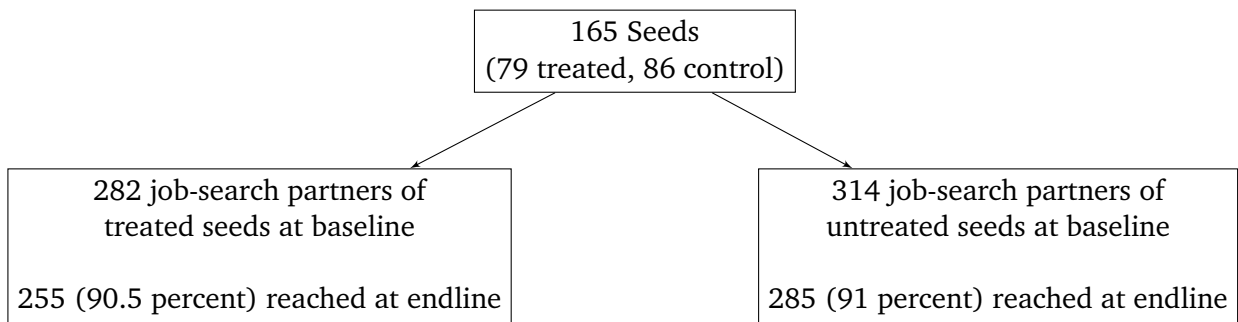 165 Seeds
(79 treated, 86 control)
282 job-search partners of
treated seeds at baseline
255 (90.5 percent) reached at endline
314 job-search partners of
untreated seeds at baseline
285 (91 percent) reached at endline